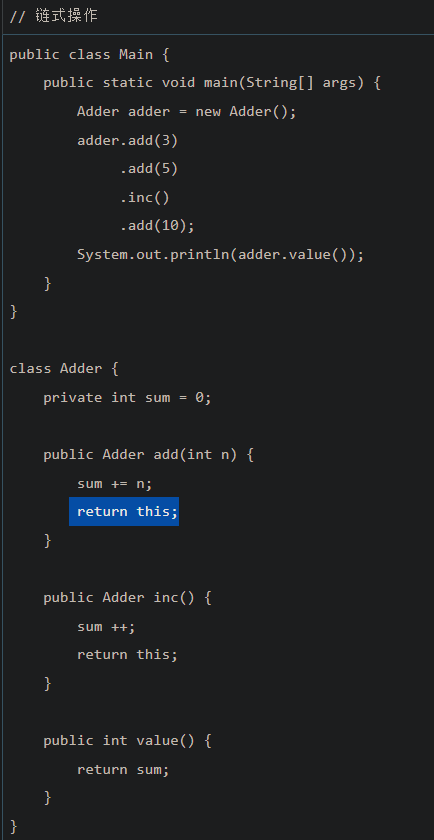 // 链式操作
public class Main {
    public static void main(String[] args) {
        Adder adder = new Adder();
        adder.add(3)
             .add(5)
             .inc()
             .add(10);
        System.out.println(adder.value());
    }
}
class Adder {
    private int sum = 0;
    public Adder add(int n) {
        sum += n;
        return this;
    }
    public Adder inc() {
        sum ++;
        return this;
    }
    public int value() {
        return sum;
    }
}